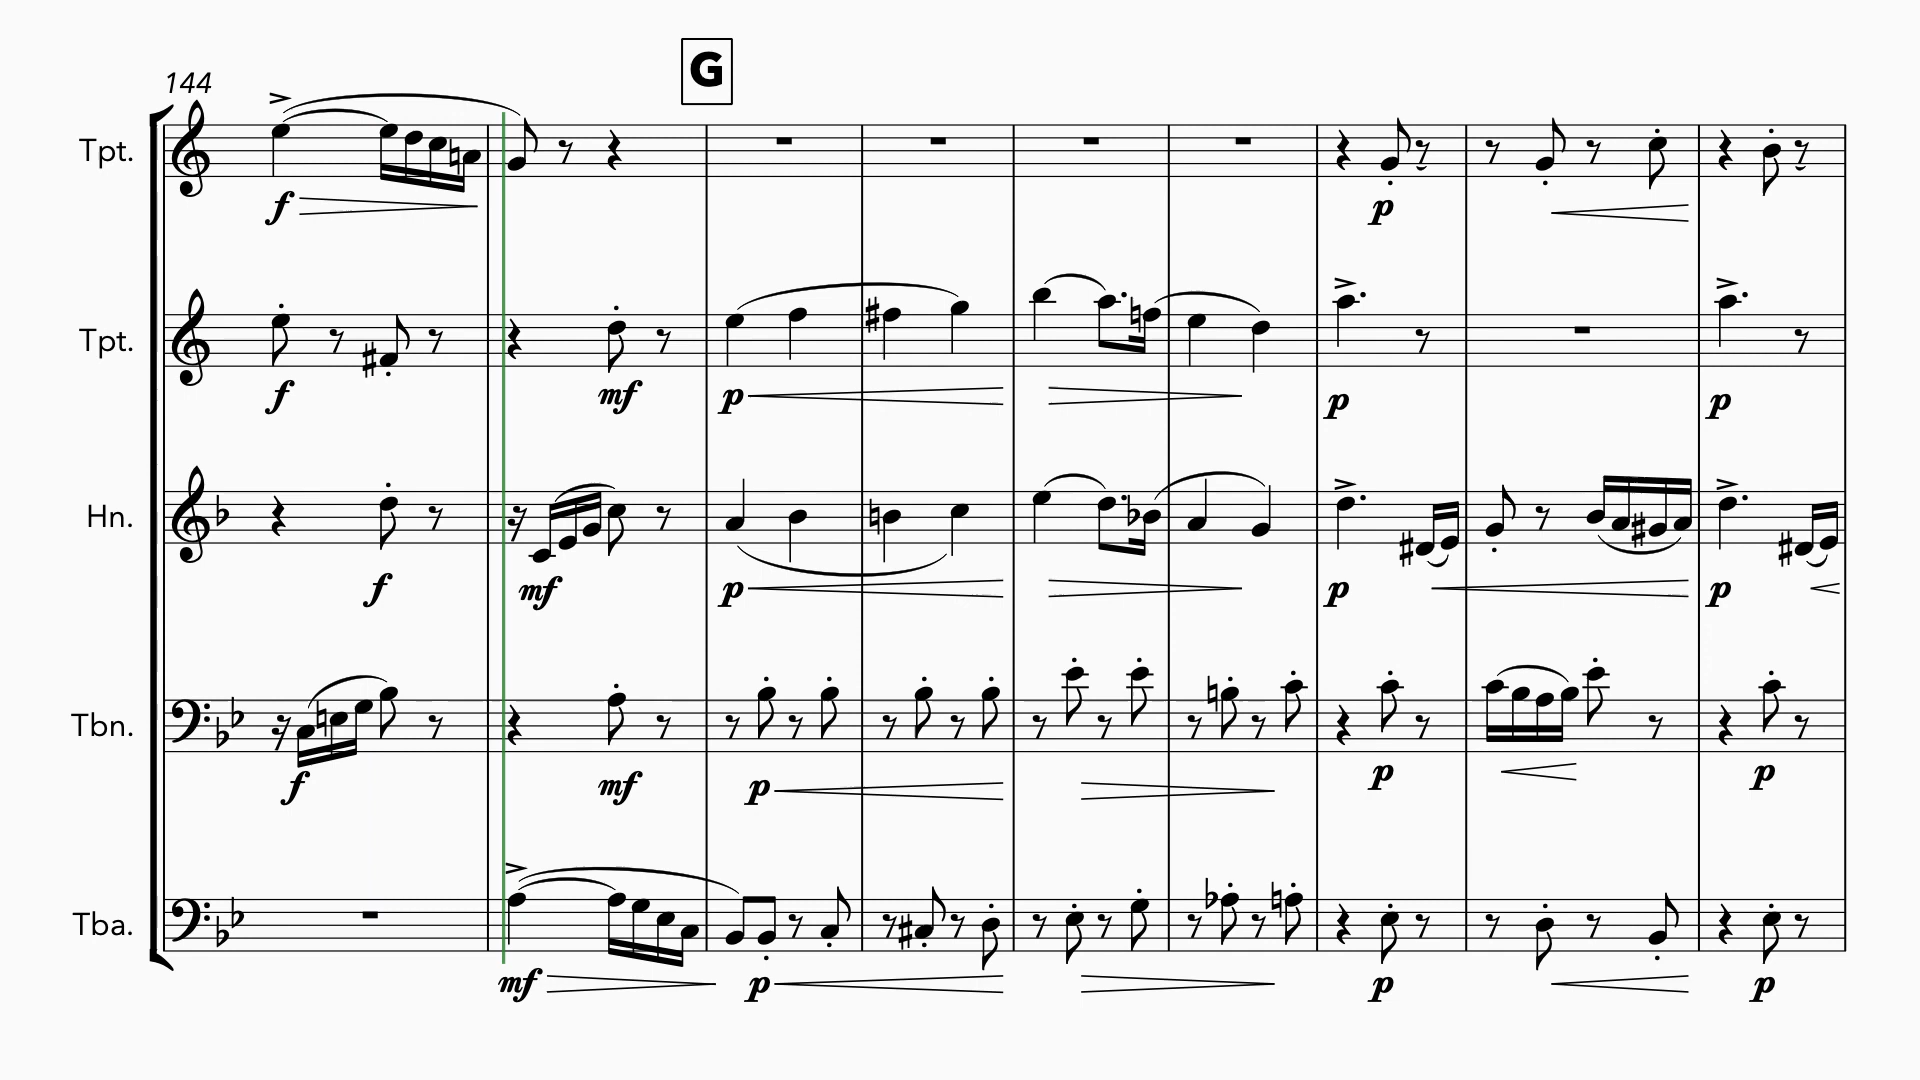 G
144
Tpt.
f p
Tpt.
f mf p p p
Hn.
f mf p p p
Tbn.
f mf p p p
Tba.
mf p p p